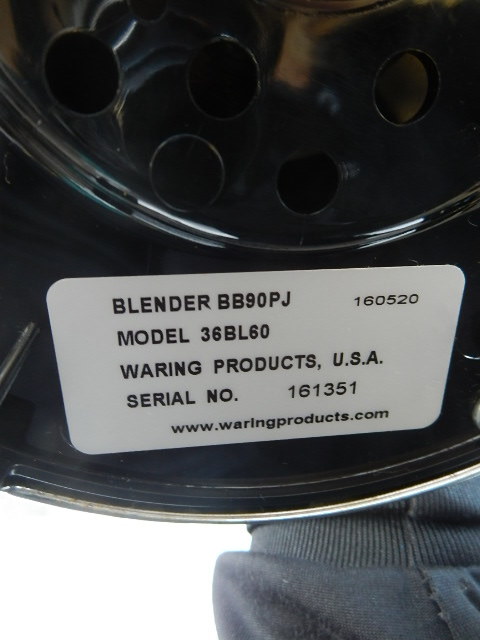 BLENDER BB90PJ 160520
MODEL 36BL60
WARING PRODUCTS, U.S.A.
SERIAL NO. 161351
www.waringproducts.com